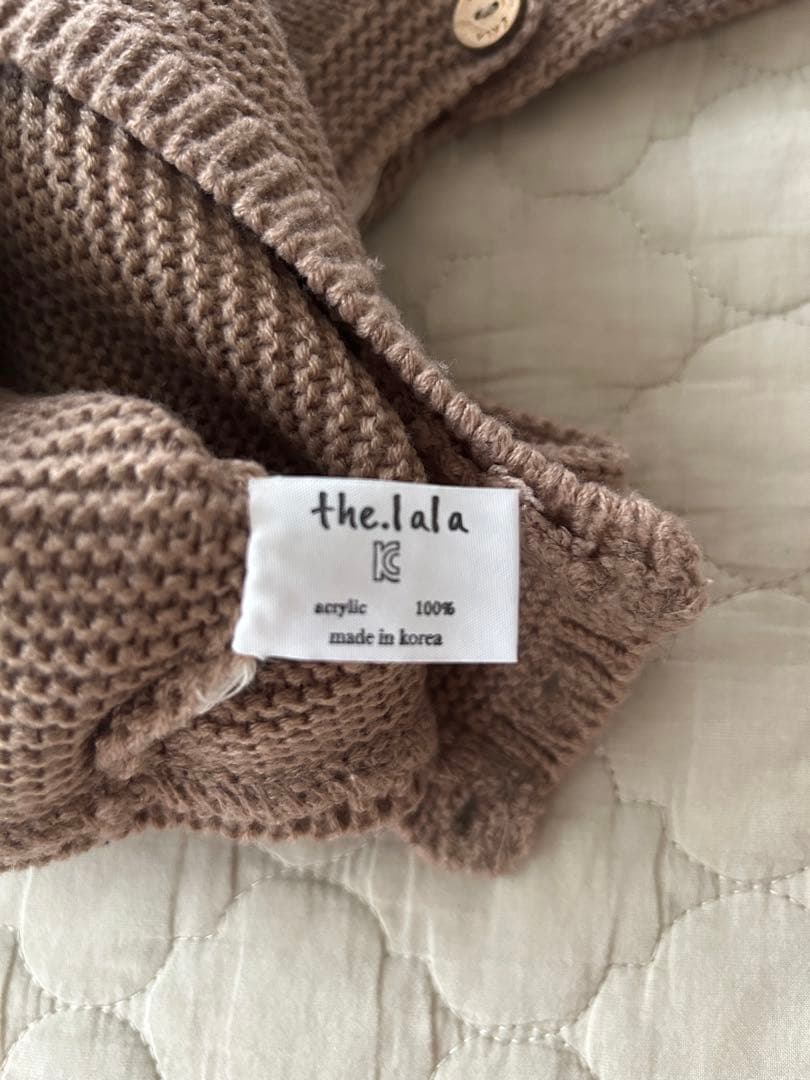 the.lala
KC
acrylic 100%
made in korea